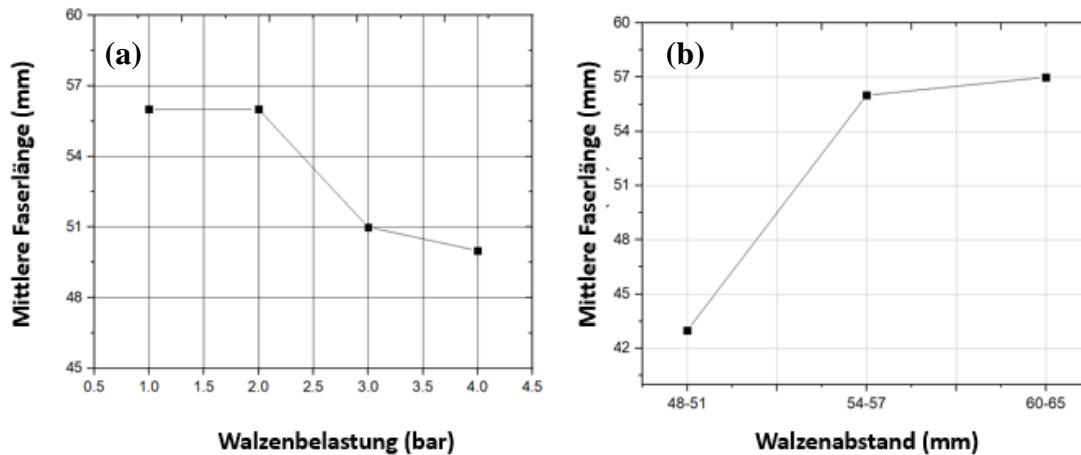 (a)
Mittlere Faserlänge (mm)
60
57
54
51
48
45
0.5 1.0 1.5 2.0 2.5 3.0 3.5 4.0 4.5
Walzenbelastung (bar)
(b)
Mittlere Faserlänge (mm)
60
57
54
51
48
45
42
48-51 54-57 60-65
Walzenabstand (mm)